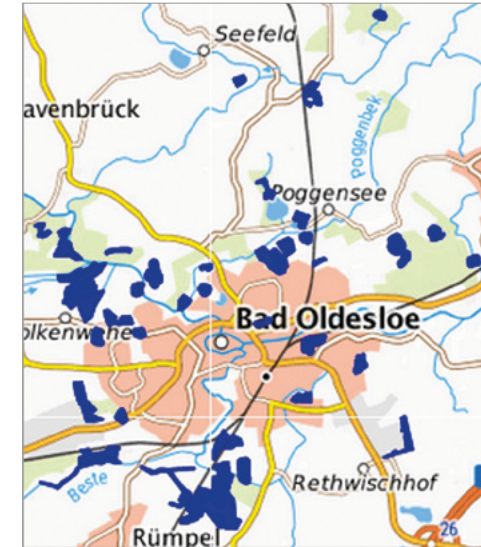 Seefeld
avenbrück
Poggenbek
Poggensee
Bad Oldesloe
olkenwehe
Beste
Rethwischhof
Rümpel
26